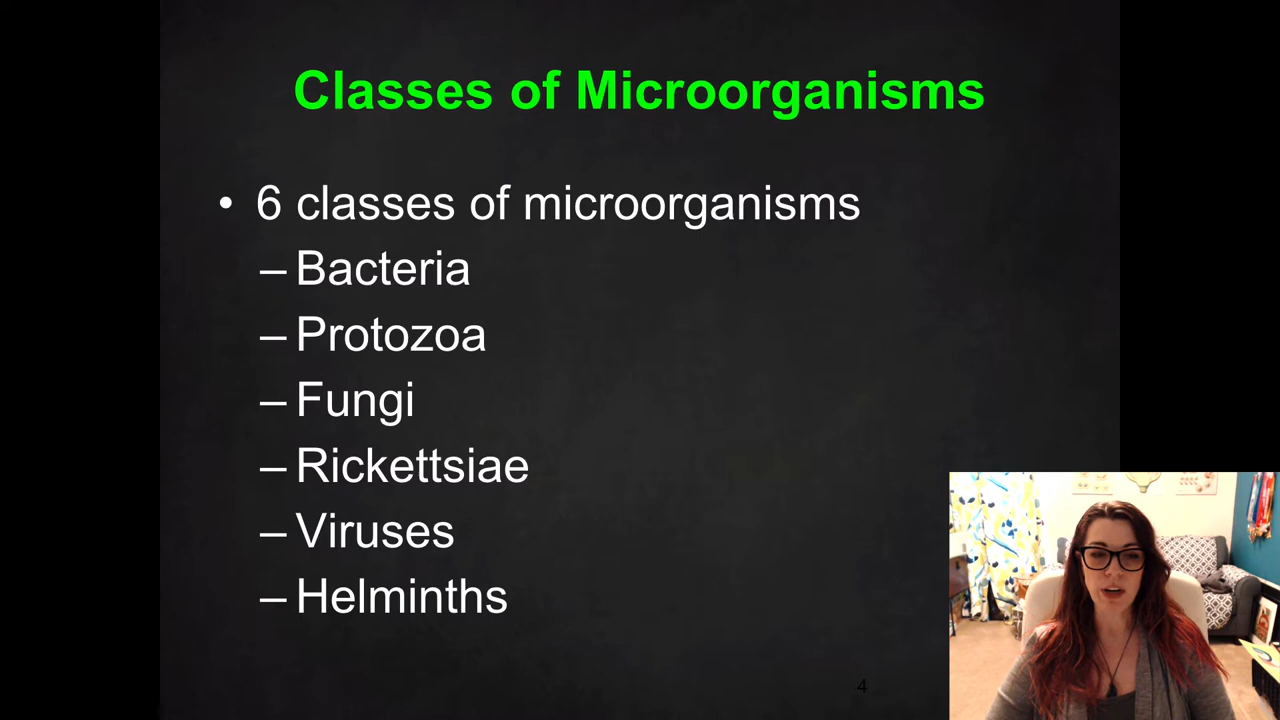 Classes of Microorganisms
• 6 classes of microorganisms
– Bacteria
– Protozoa
– Fungi
– Rickettsiae
– Viruses
– Helminths
4